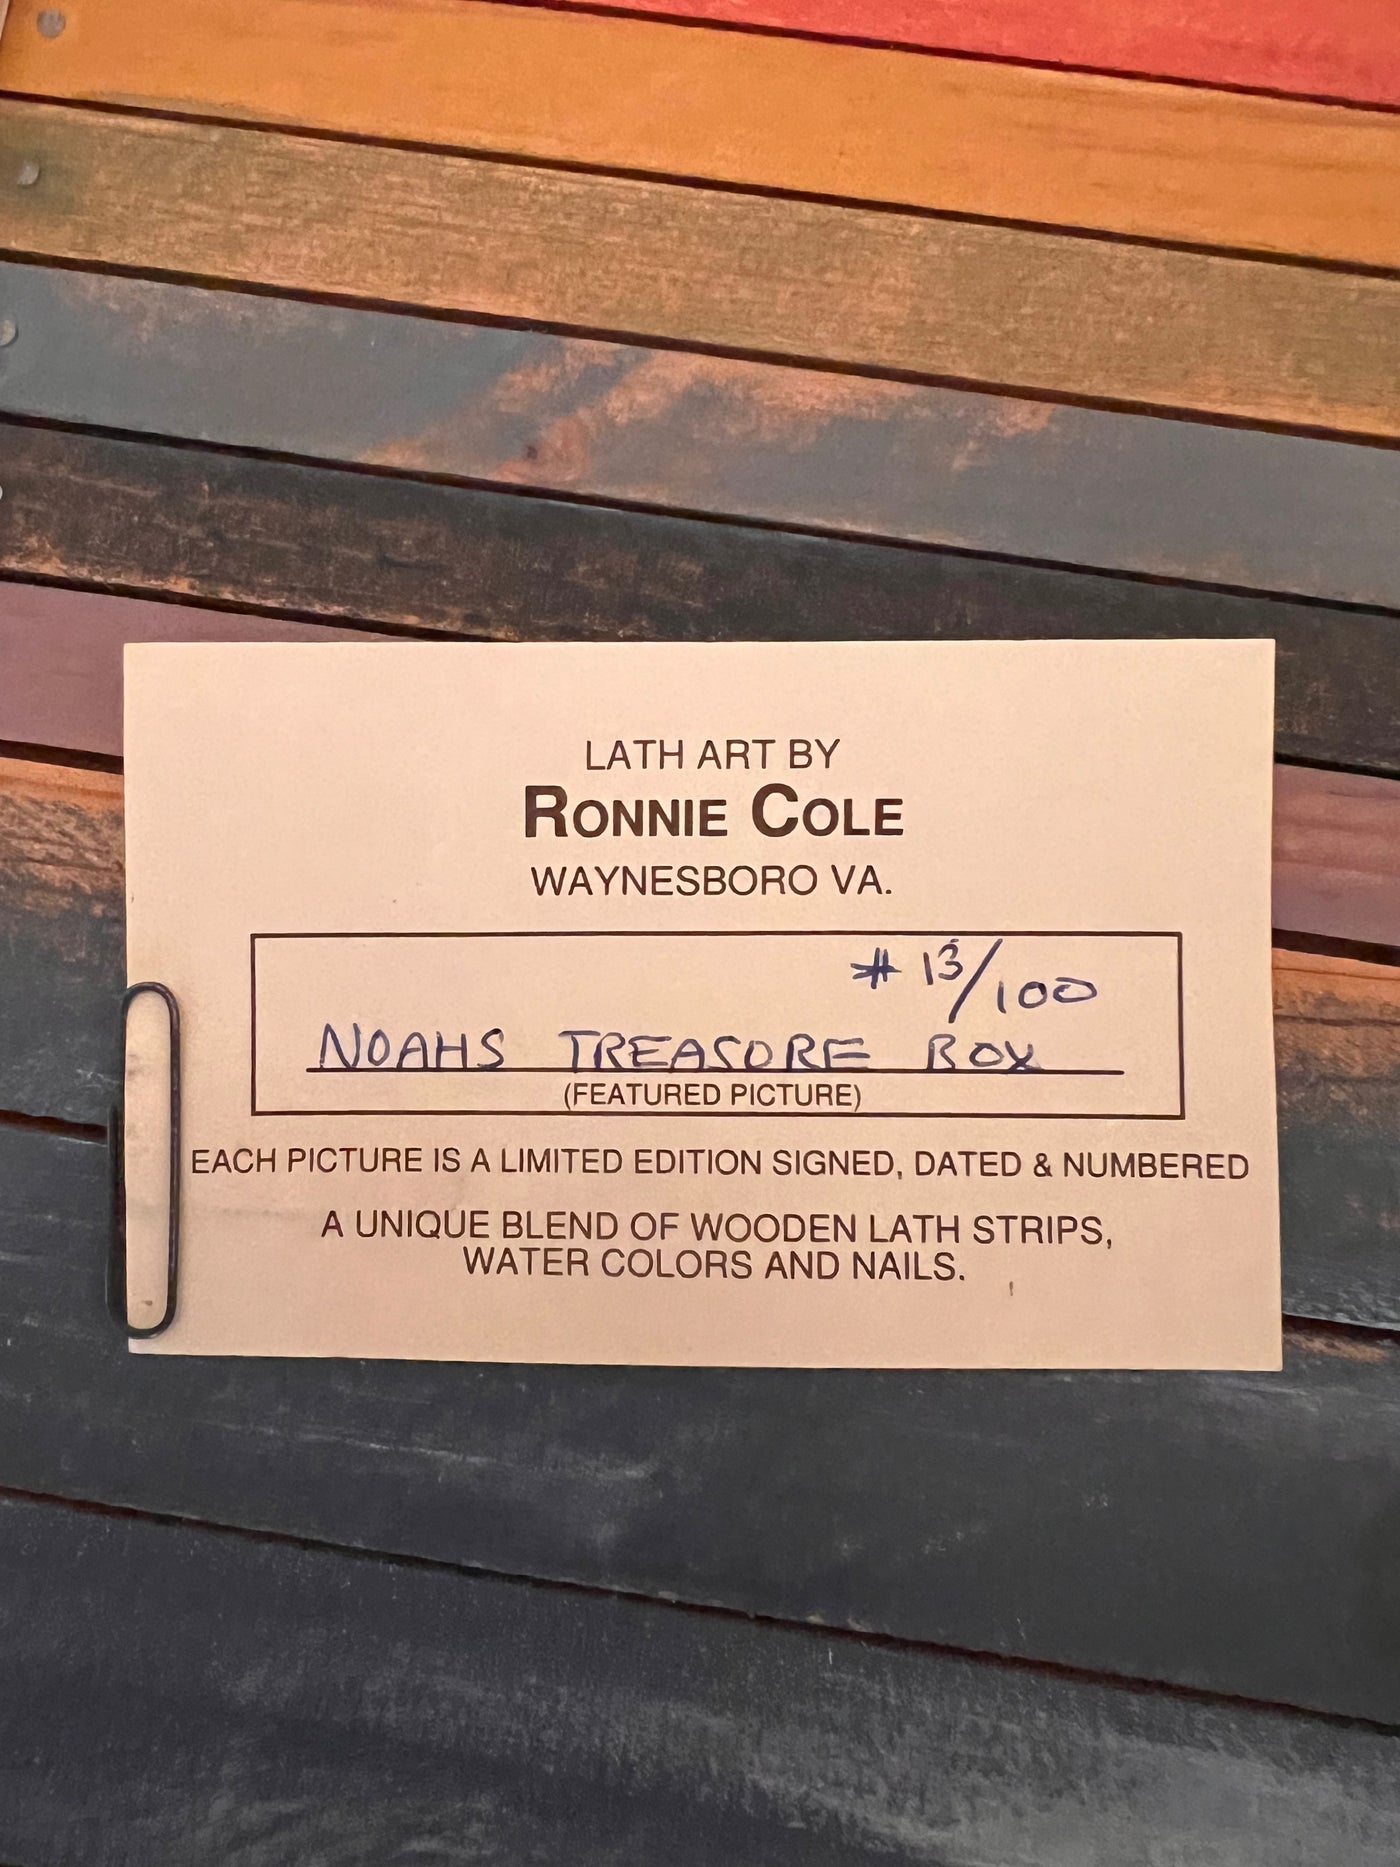 LATH ART BY
RONNIE COLE
WAYNESBORO VA.
# 13/100
NOAHS TREASURE BOX
(FEATURED PICTURE)
EACH PICTURE IS A LIMITED EDITION SIGNED, DATED & NUMBERED
A UNIQUE BLEND OF WOODEN LATH STRIPS,
WATER COLORS AND NAILS.